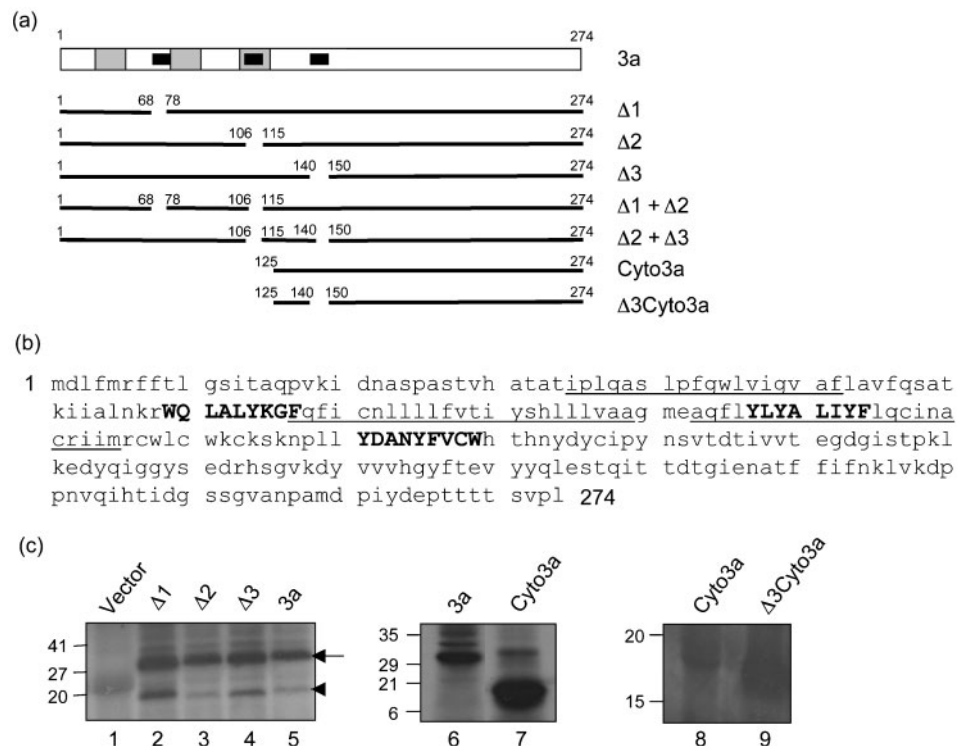 (a)
1 274
3a
1 68 78 274
Δ1
1 106 115 274
Δ2
1 140 150 274
Δ3
1 68 78 106 115 274
Δ1 + Δ2
1 106 115 140 150 274
Δ2 + Δ3
125 274
Cyto3a
125 140 150 274
Δ3Cyto3a
(b)
1 mdlfmrfftl gsitaqpvki dnaspastvh atatiplqas lpfgwlvigv aflavfqsat
kiialnkrWQ LALYKGFqfi cnllllfvti yshlllvaag meaqflYLYA LIYFlqcina
criimrcwlc wkcksknpll YDANYFVCWh thnydycipy nsvtdtivvt egdgistpkl
kedyqiggys edrhsgvkdy vvvhgyftev yyqlestqit tdtgienatf fifnklvkdp
pnvqihtidg ssgvanpamd piydeptttt svpl 274
(c)
Vector Δ1 Δ2 Δ3 3a
41
27
20
1 2 3 4 5
3a Cyto3a
35
29
21
6
6 7
Cyto3a Δ3Cyto3a
20
15
8 9